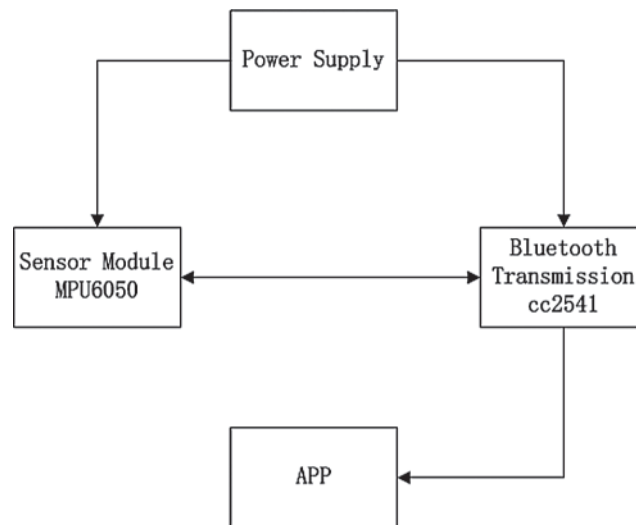 Power Supply
Sensor Module
MPU6050
Bluetooth
Transmission
cc2541
APP